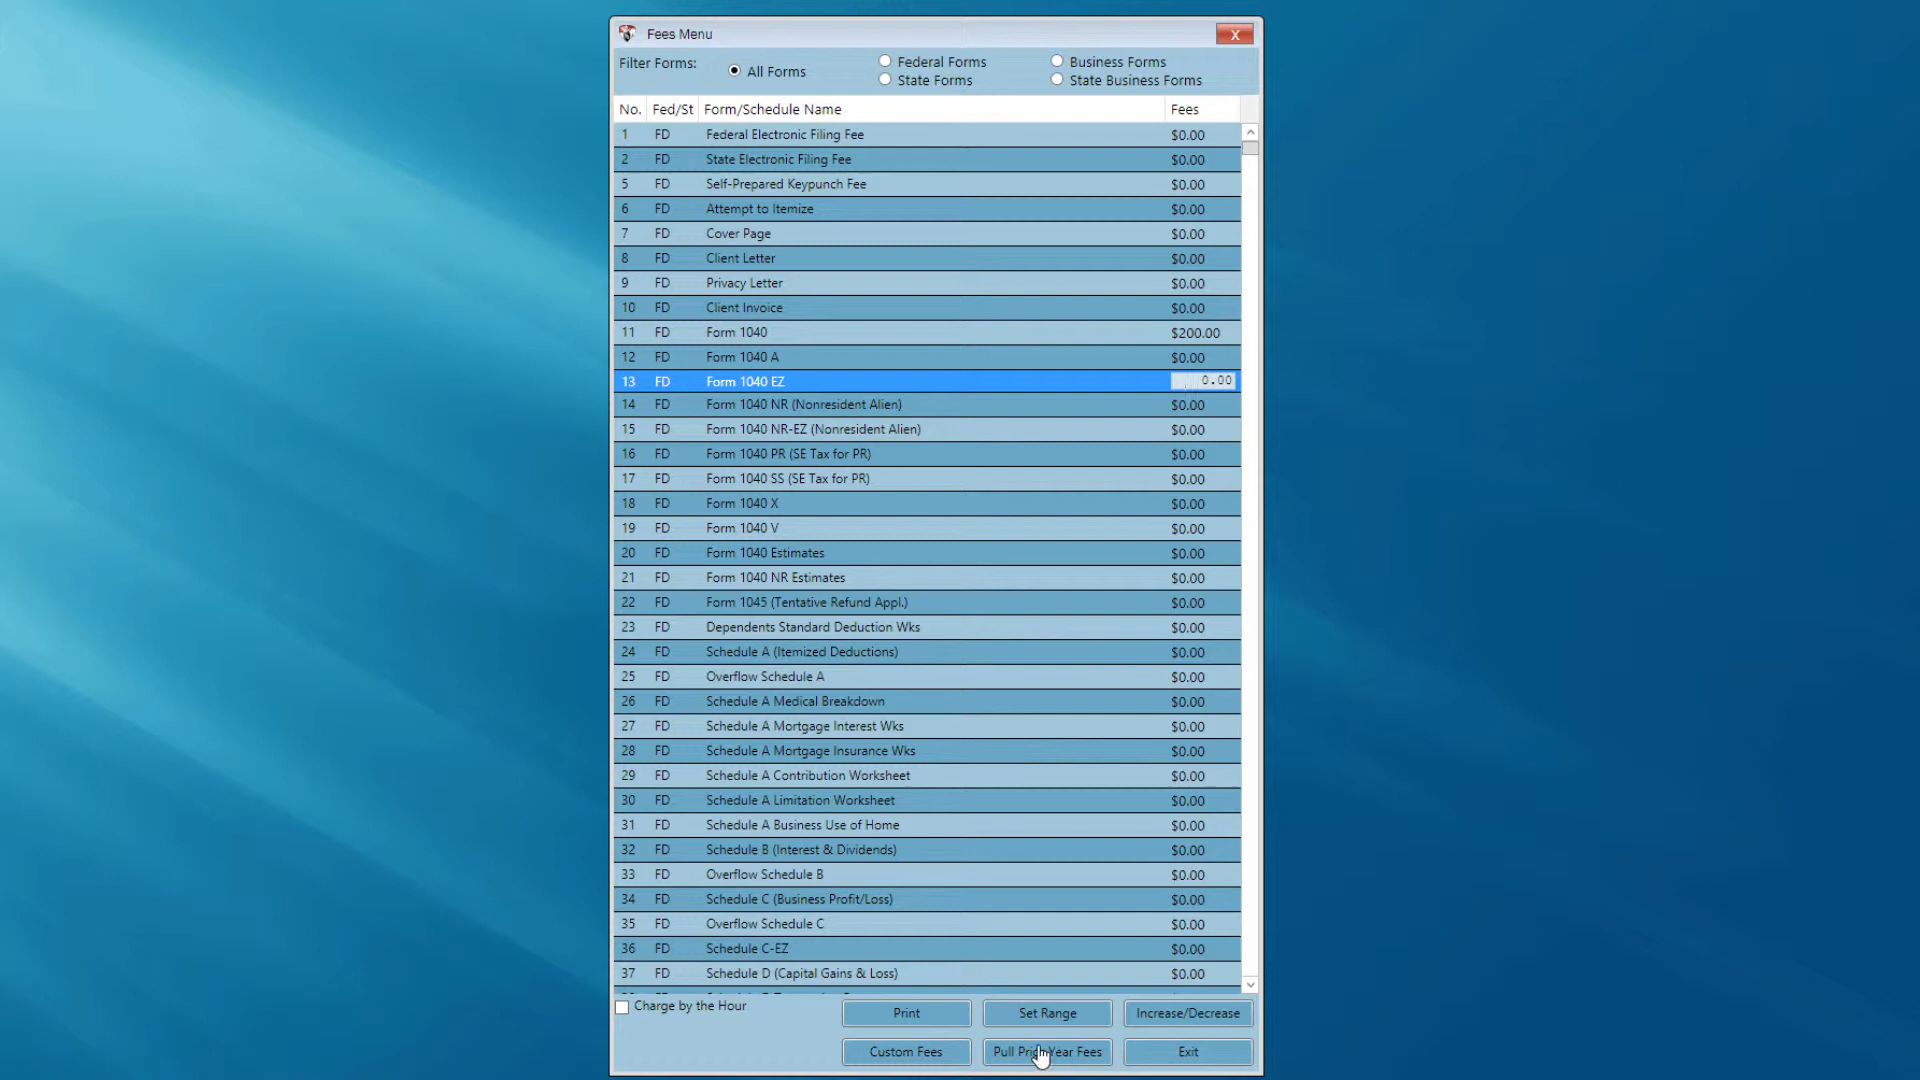 Fees Menu
X
Filter Forms:
All Forms
Federal Forms
Business Forms
State Forms
State Business Forms
No. Fed/St Form/Schedule Name Fees
1 FD Federal Electronic Filing Fee $0.00
2 FD State Electronic Filing Fee $0.00
5 FD Self-Prepared Keypunch Fee $0.00
6 FD Attempt to Itemize $0.00
7 FD Cover Page $0.00
8 FD Client Letter $0.00
9 FD Privacy Letter $0.00
10 FD Client Invoice $0.00
11 FD Form 1040 $200.00
12 FD Form 1040 A $0.00
13 FD Form 1040 EZ 0.00
14 FD Form 1040 NR (Nonresident Alien) $0.00
15 FD Form 1040 NR-EZ (Nonresident Alien) $0.00
16 FD Form 1040 PR (SE Tax for PR) $0.00
17 FD Form 1040 SS (SE Tax for PR) $0.00
18 FD Form 1040 X $0.00
19 FD Form 1040 V $0.00
20 FD Form 1040 Estimates $0.00
21 FD Form 1040 NR Estimates $0.00
22 FD Form 1045 (Tentative Refund Appl.) $0.00
23 FD Dependents Standard Deduction Wks $0.00
24 FD Schedule A (Itemized Deductions) $0.00
25 FD Overflow Schedule A $0.00
26 FD Schedule A Medical Breakdown $0.00
27 FD Schedule A Mortgage Interest Wks $0.00
28 FD Schedule A Mortgage Insurance Wks $0.00
29 FD Schedule A Contribution Worksheet $0.00
30 FD Schedule A Limitation Worksheet $0.00
31 FD Schedule A Business Use of Home $0.00
32 FD Schedule B (Interest & Dividends) $0.00
33 FD Overflow Schedule B $0.00
34 FD Schedule C (Business Profit/Loss) $0.00
35 FD Overflow Schedule C $0.00
36 FD Schedule C-EZ $0.00
37 FD Schedule D (Capital Gains & Loss) $0.00
Charge by the Hour
Print Set Range Increase/Decrease
Custom Fees Pull Prior Year Fees Exit